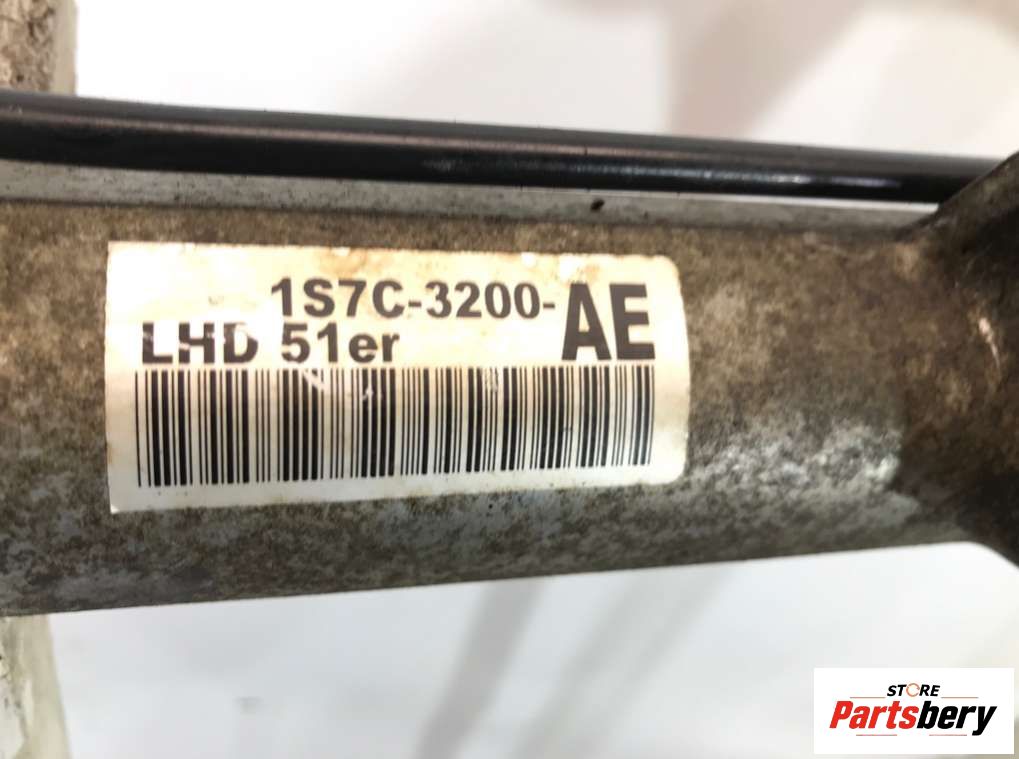 1S7C-3200-AE
LHD 51er
STORE
Partsbery